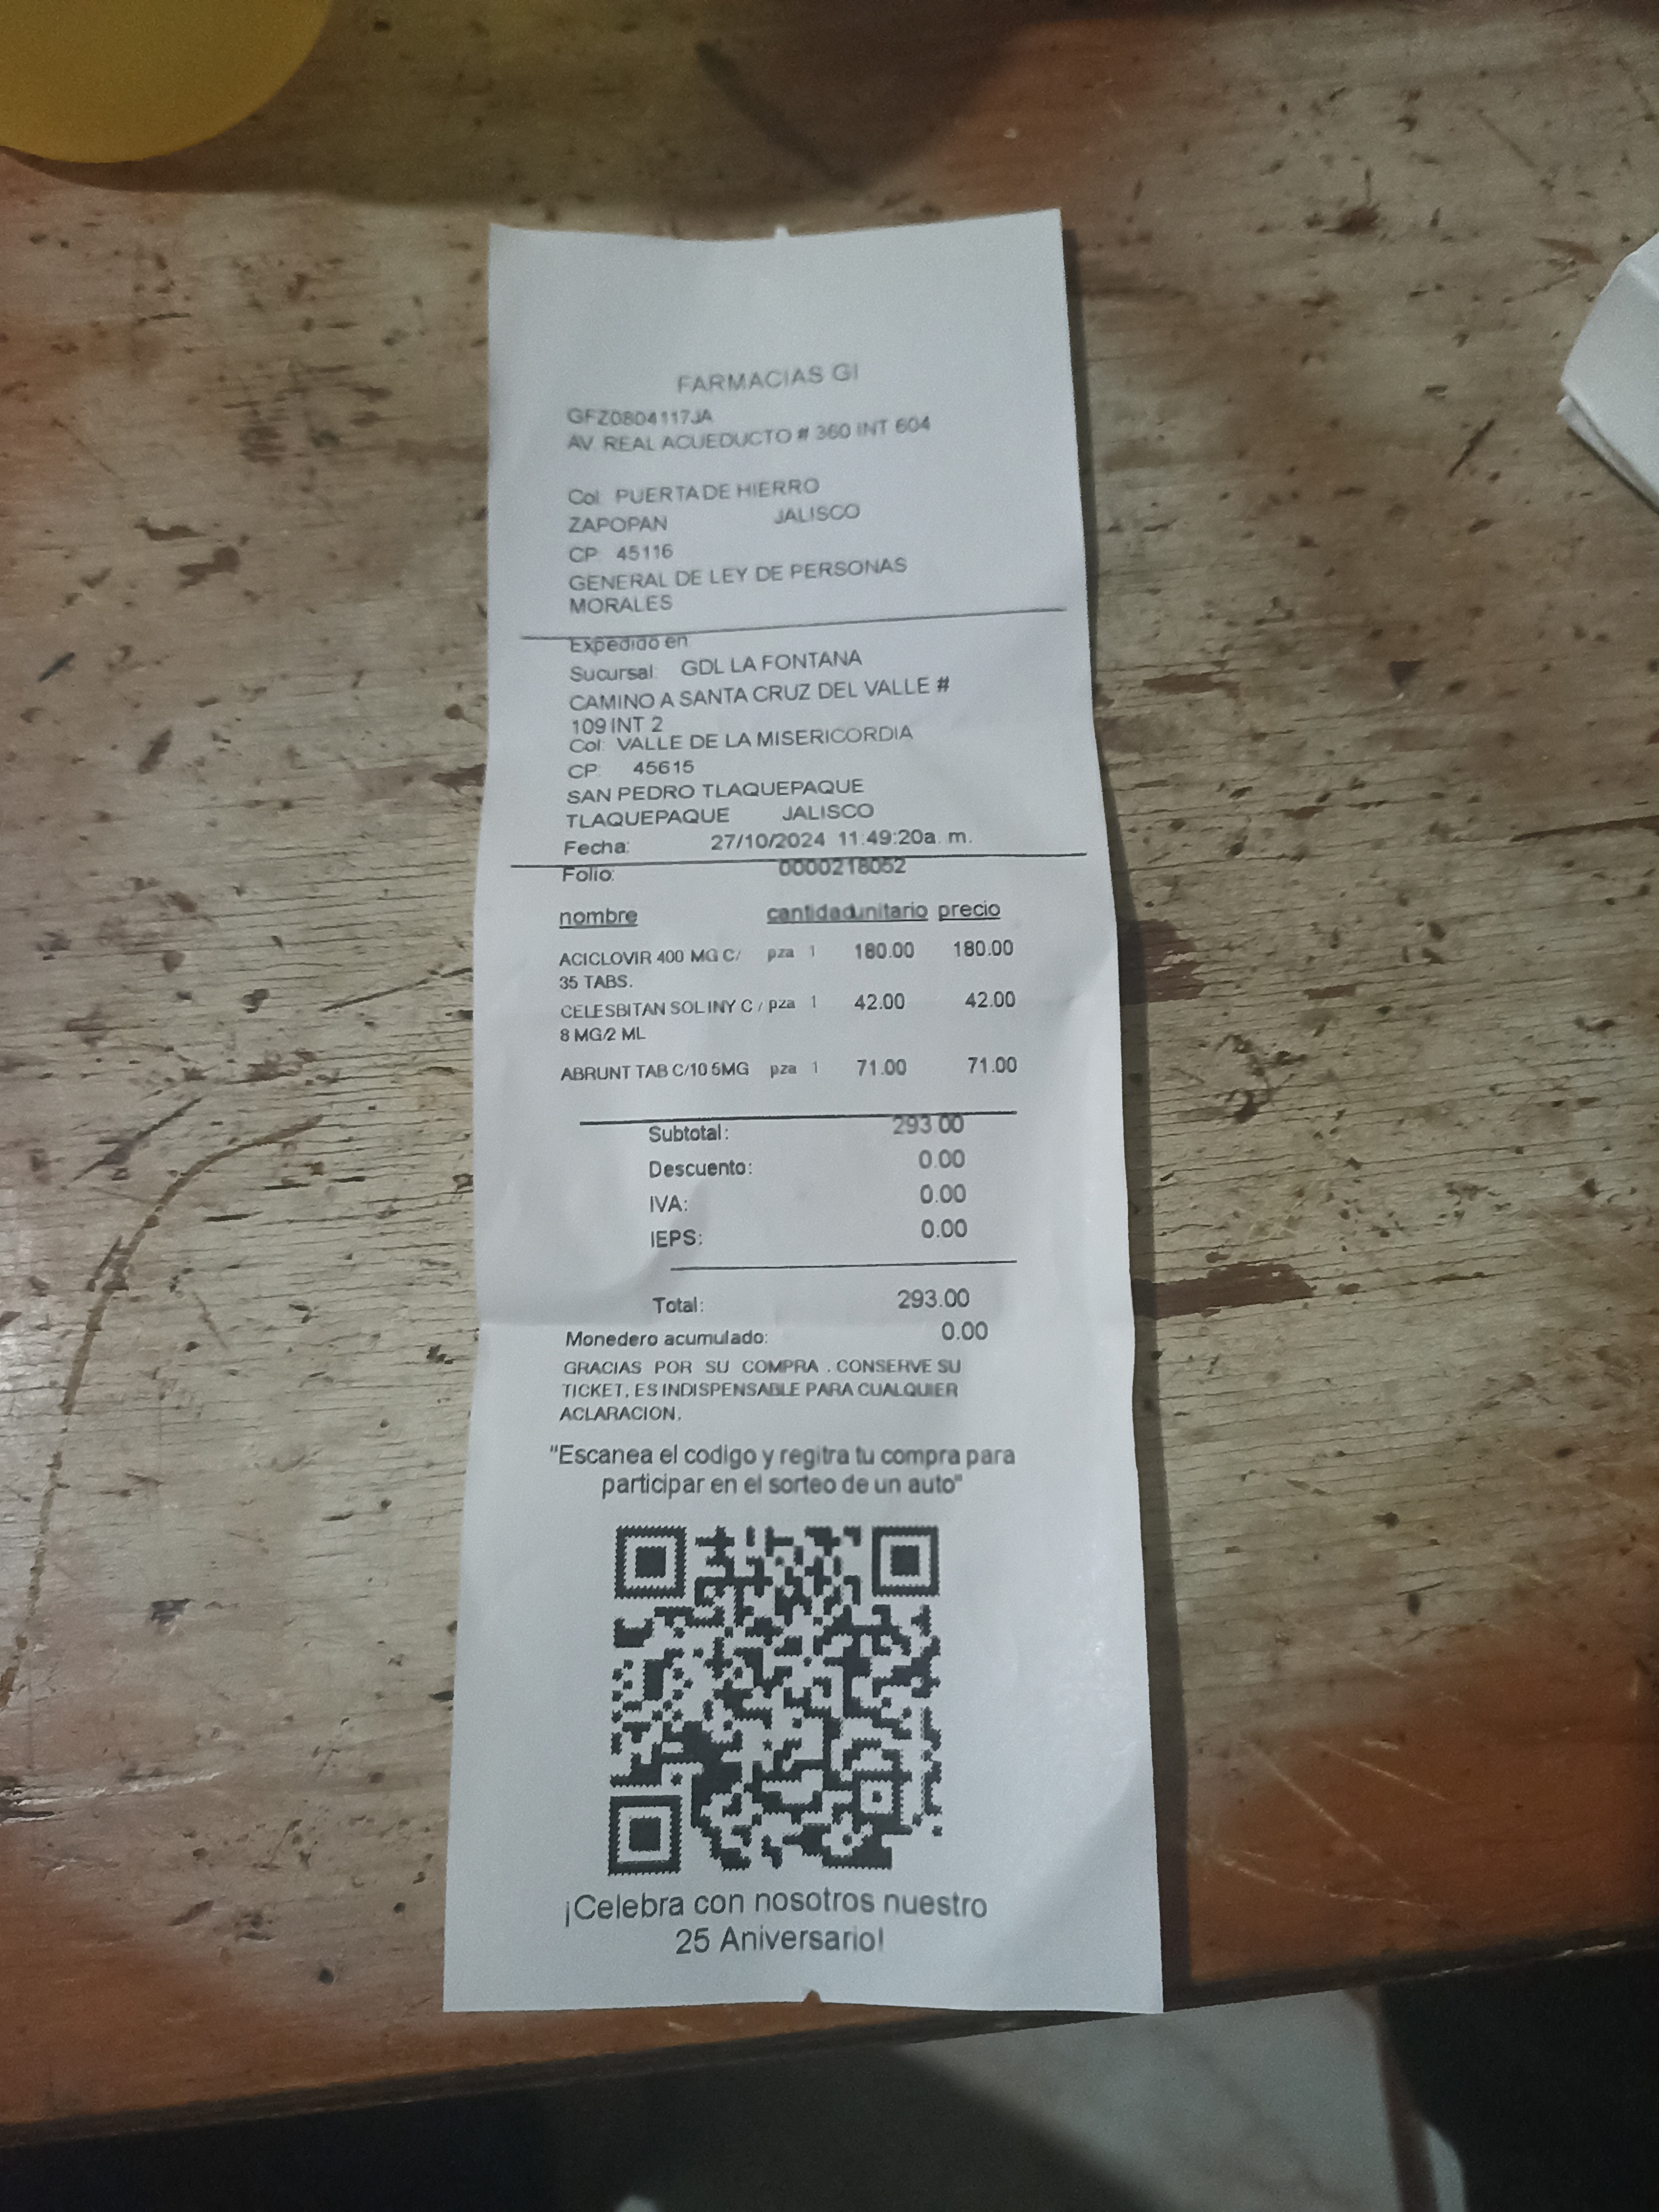 FARMACIAS GI
GFZ0804117JA
AV. REAL ACUEDUCTO # 360 INT 604
Col: PUERTA DE HIERRO
ZAPOPAN JALISCO
CP: 45116
GENERAL DE LEY DE PERSONAS
MORALES
Expedido en
Sucursal: GDL LA FONTANA
CAMINO A SANTA CRUZ DEL VALLE #
109 INT 2
Col: VALLE DE LA MISERICORDIA
CP: 45615
SAN PEDRO TLAQUEPAQUE
TLAQUEPAQUE JALISCO
Fecha: 27/10/2024 11:49:20a. m.
Folio: 0000218052
nombre cantidad unitario precio
ACICLOVIR 400 MG C/ pza 1 180.00 180.00
35 TABS.
CELESBITAN SOL INY C / pza 1 42.00 42.00
8 MG/2 ML
ABRUNT TAB C/10 5MG pza 1 71.00 71.00
Subtotal: 293.00
Descuento: 0.00
IVA: 0.00
IEPS: 0.00
Total: 293.00
Monedero acumulado: 0.00
GRACIAS POR SU COMPRA . CONSERVE SU
TICKET, ES INDISPENSABLE PARA CUALQUIER
ACLARACION.
"Escanea el codigo y regitra tu compra para
participar en el sorteo de un auto"
¡Celebra con nosotros nuestro
25 Aniversario!